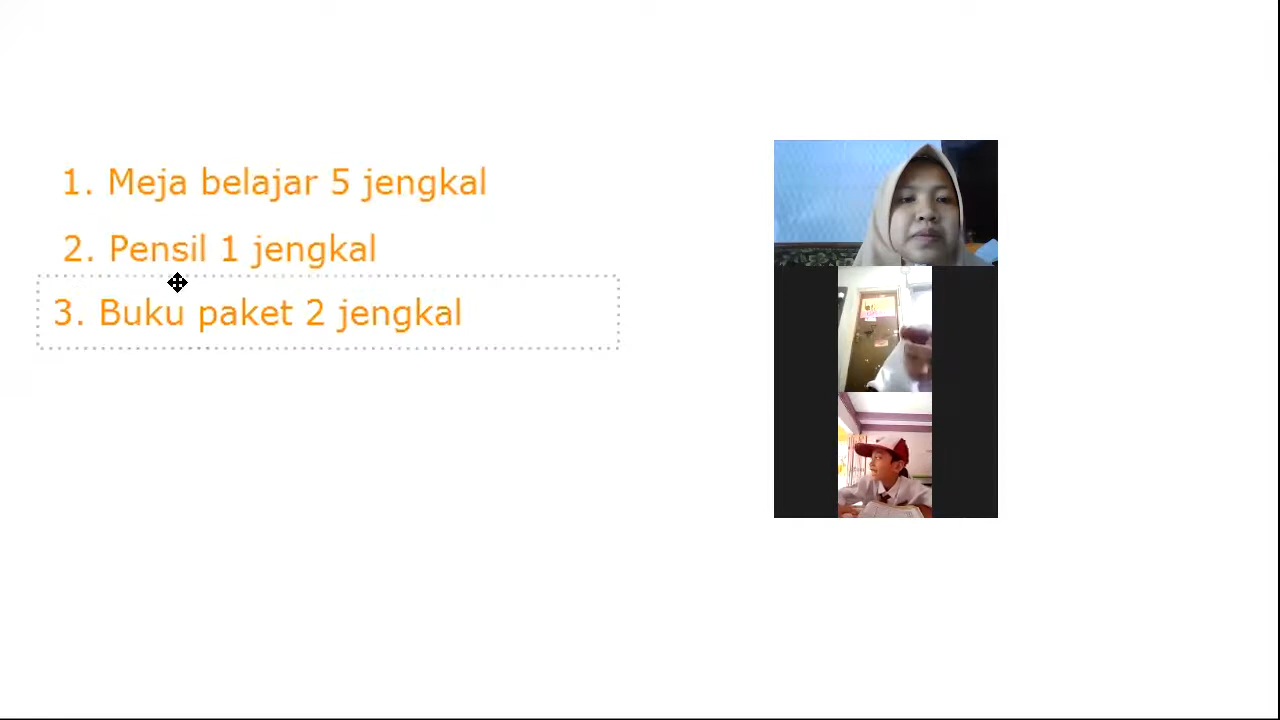 1. Meja belajar 5 jengkal
2. Pensil 1 jengkal
3. Buku paket 2 jengkal